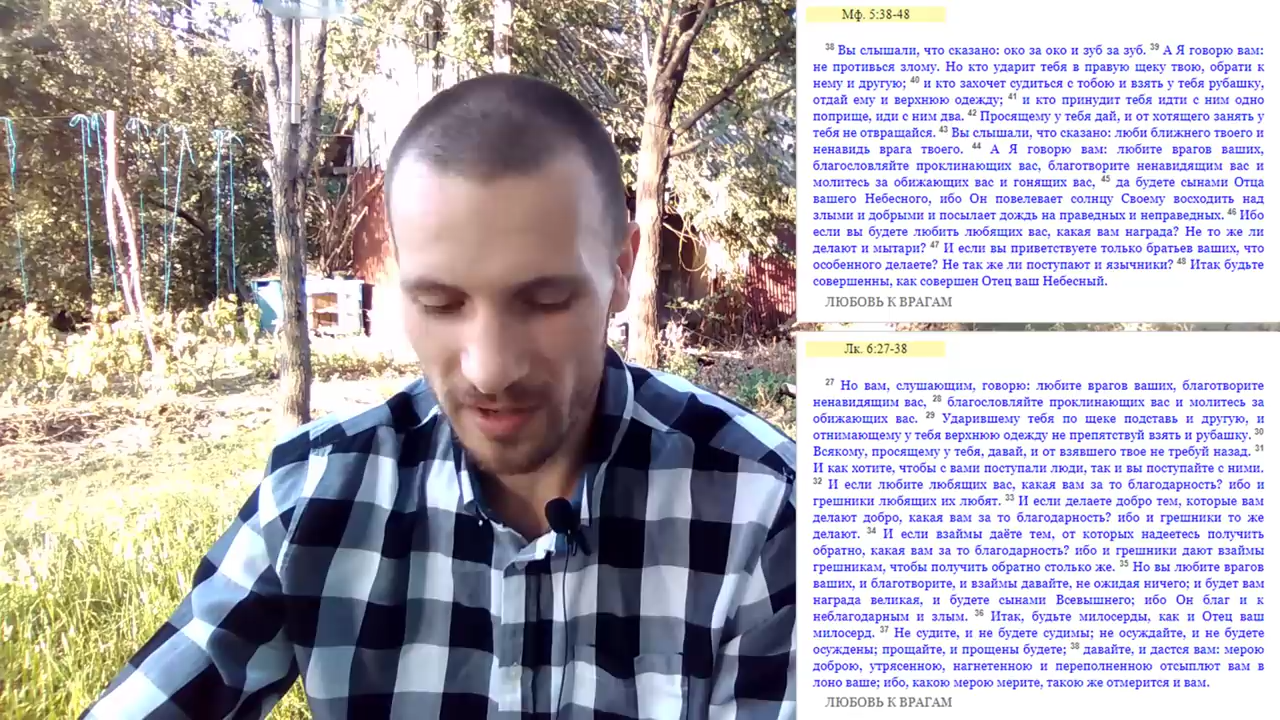 Мф. 5:38-48
38 Вы слышали, что сказано: око за око и зуб за зуб. 39 А Я говорю вам:
не противься злому. Но кто ударит тебя в правую щеку твою, обрати к
нему и другую; 40 и кто захочет судиться с тобою и взять у тебя рубашку,
отдай ему и верхнюю одежду; 41 и кто принудит тебя идти с ним одно
поприще, иди с ним два. 42 Просящему у тебя дай, и от хотящего занять у
тебя не отвращайся. 43 Вы слышали, что сказано: люби ближнего твоего и
ненавидь врага твоего. 44 А Я говорю вам: любите врагов ваших,
благословляйте проклинающих вас, благотворите ненавидящим вас и
молитесь за обижающих вас и гонящих вас, 45 да будете сынами Отца
вашего Небесного, ибо Он повелевает солнцу Своему восходить над
злыми и добрыми и посылает дождь на праведных и неправедных. 46 Ибо
если вы будете любить любящих вас, какая вам награда? Не то же ли
делают и мытари? 47 И если вы приветствуете только братьев ваших, что
особенного делаете? Не так же ли поступают и язычники? 48 Итак будьте
совершенны, как совершен Отец ваш Небесный.
ЛЮБОВЬ К ВРАГАМ
Лк. 6:27-38
27 Но вам, слушающим, говорю: любите врагов ваших, благотворите
ненавидящим вас, 28 благословляйте проклинающих вас и молитесь за
обижающих вас. 29 Ударившему тебя по щеке подставь и другую, и
отнимающему у тебя верхнюю одежду не препятствуй взять и рубашку. 30
Всякому, просящему у тебя, давай, и от взявшего твое не требуй назад. 31
И как хотите, чтобы с вами поступали люди, так и вы поступайте с ними.
32 И если любите любящих вас, какая вам за то благодарность? ибо и
грешники любящих их любят. 33 И если делаете добро тем, которые вам
делают добро, какая вам за то благодарность? ибо и грешники то же
делают. 34 И если взаймы даёте тем, от которых надеетесь получить
обратно, какая вам за то благодарность? ибо и грешники дают взаймы
грешникам, чтобы получить обратно столько же. 35 Но вы любите врагов
ваших, и благотворите, и взаймы давайте, не ожидая ничего; и будет вам
награда великая, и будете сынами Всевышнего; ибо Он благ и к
неблагодарным и злым. 36 Итак, будьте милосерды, как и Отец ваш
милосерд. 37 Не судите, и не будете судимы; не осуждайте, и не будете
осуждены; прощайте, и прощены будете; 38 давайте, и дастся вам: мерою
доброю, утрясенною, нагнетенною и переполненною отсыплют вам в
лоно ваше; ибо, какою мерою мерите, такою же отмерится и вам.
ЛЮБОВЬ К ВРАГАМ